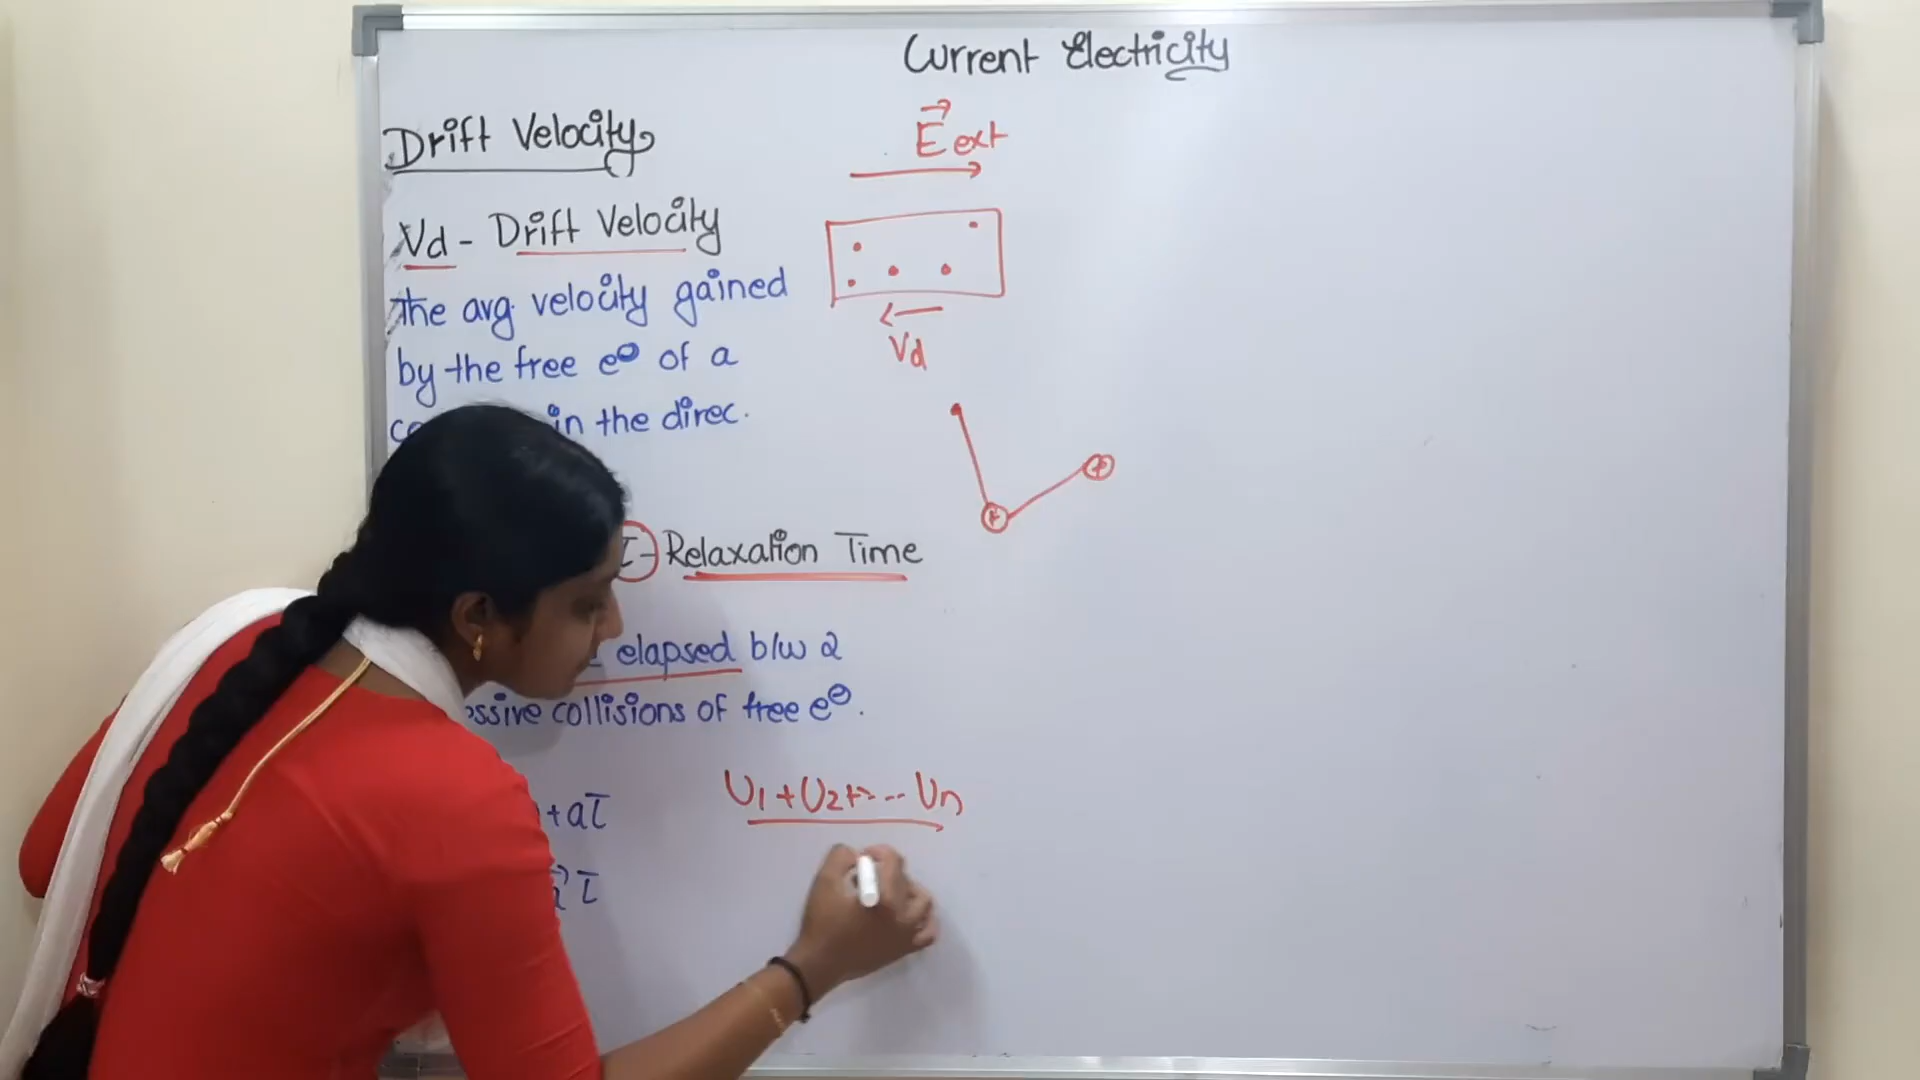 Current Electricity
Drift Velocity
E ext
Vd - Drift Velocity
The avg. velocity gained
by the free e⊖ of a
Vd
in the direc.
+
+
τ - Relaxation Time
elapsed b/w 2
collisions of free e⊖.
+ aτ
U1 + U2 + ... Un
τ